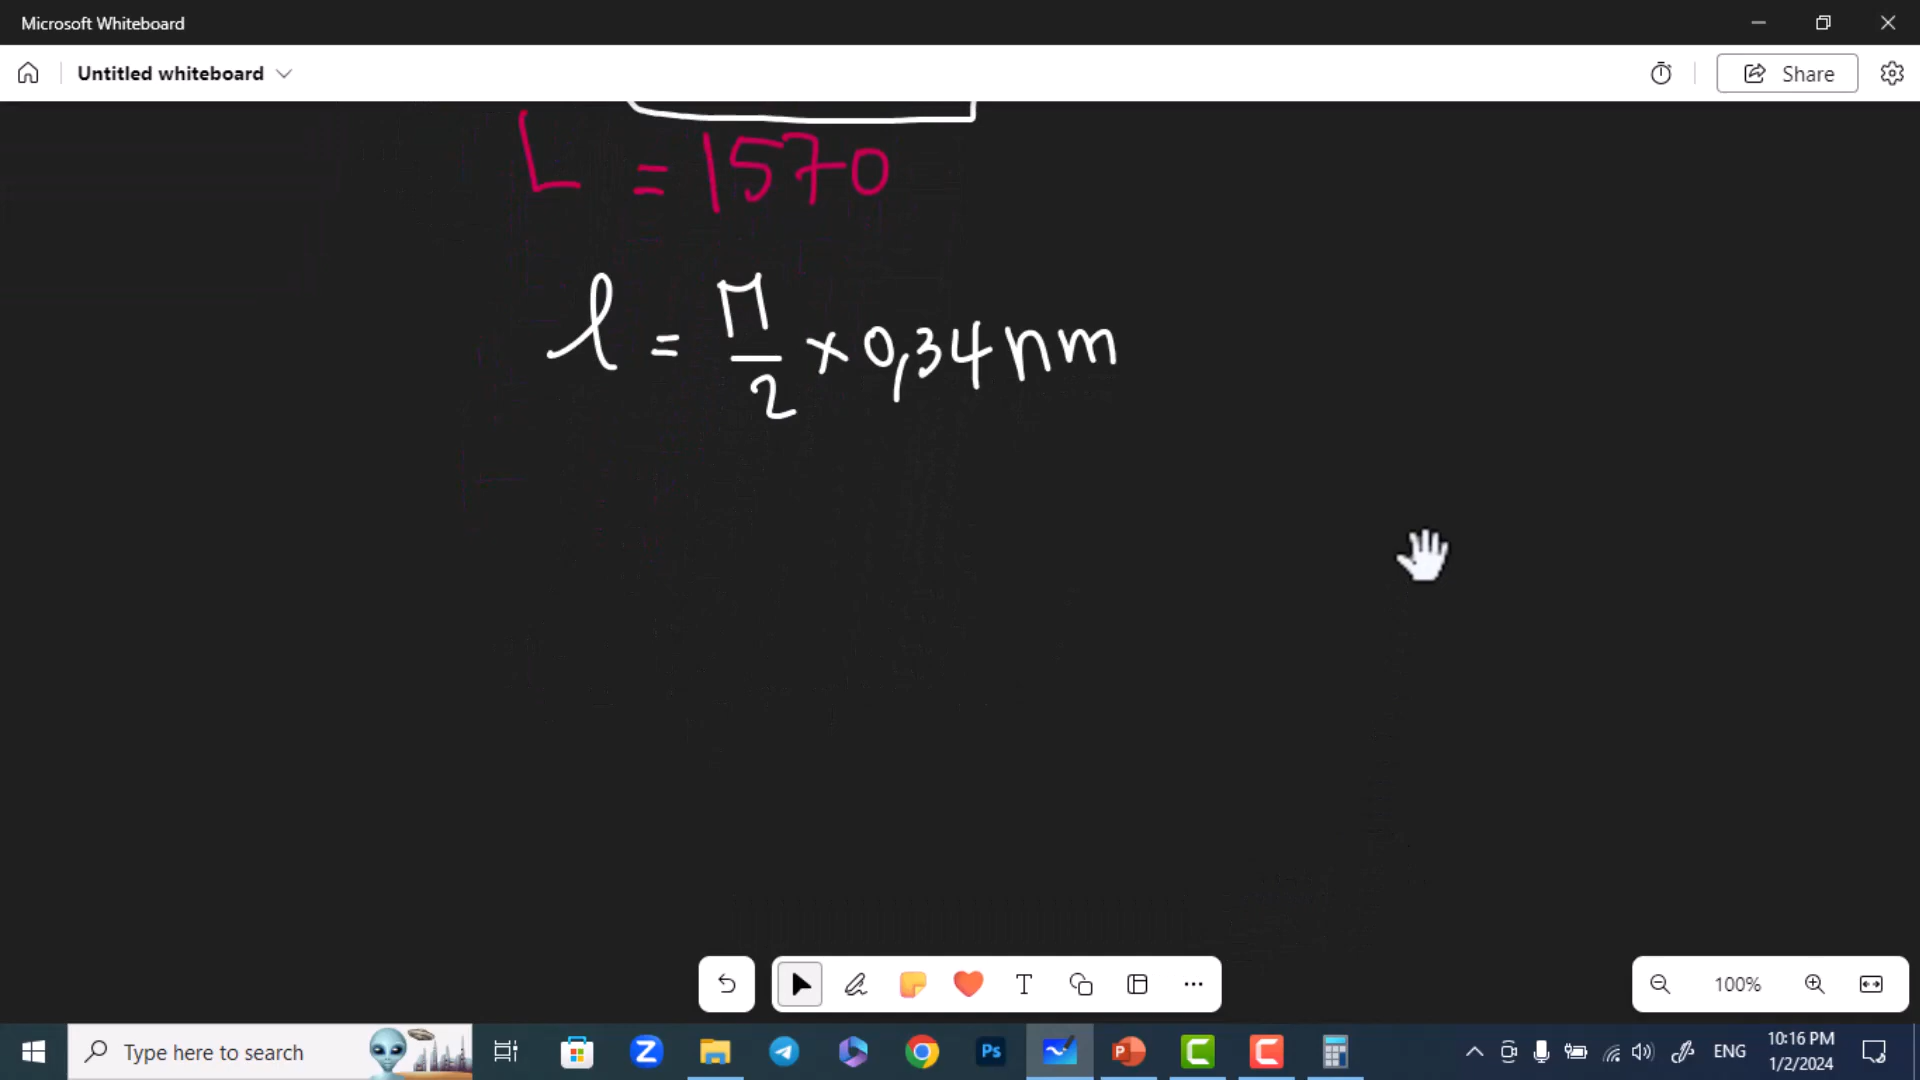 Microsoft Whiteboard
Untitled whiteboard
Share
L = 1570
l = П/2 × 0,34 nm
100%
Type here to search
Ps
ENG
10:16 PM
1/2/2024